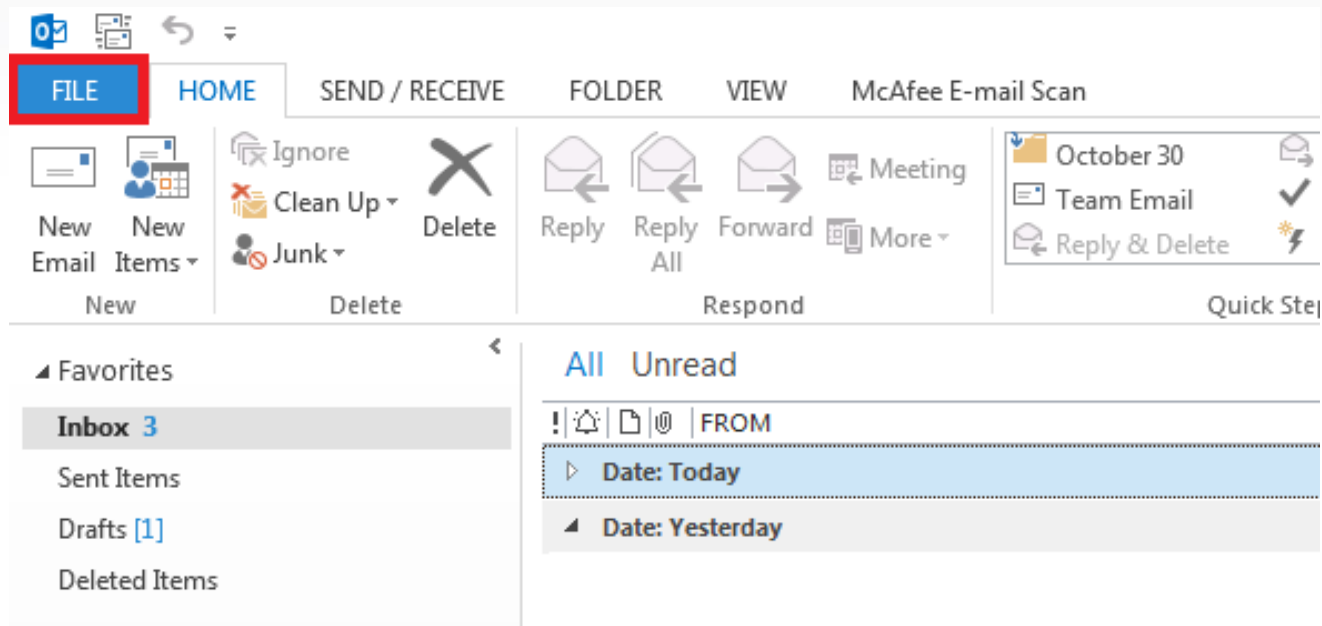 FILE HOME SEND / RECEIVE FOLDER VIEW McAfee E-mail Scan
New Email
New Items
Ignore
Clean Up
Junk
Delete
Reply
Reply All
Forward
Meeting
More
October 30
Team Email
Reply & Delete
New Delete Respond Quick Step
Favorites
Inbox 3
Sent Items
Drafts [1]
Deleted Items
All Unread
! FROM
Date: Today
Date: Yesterday